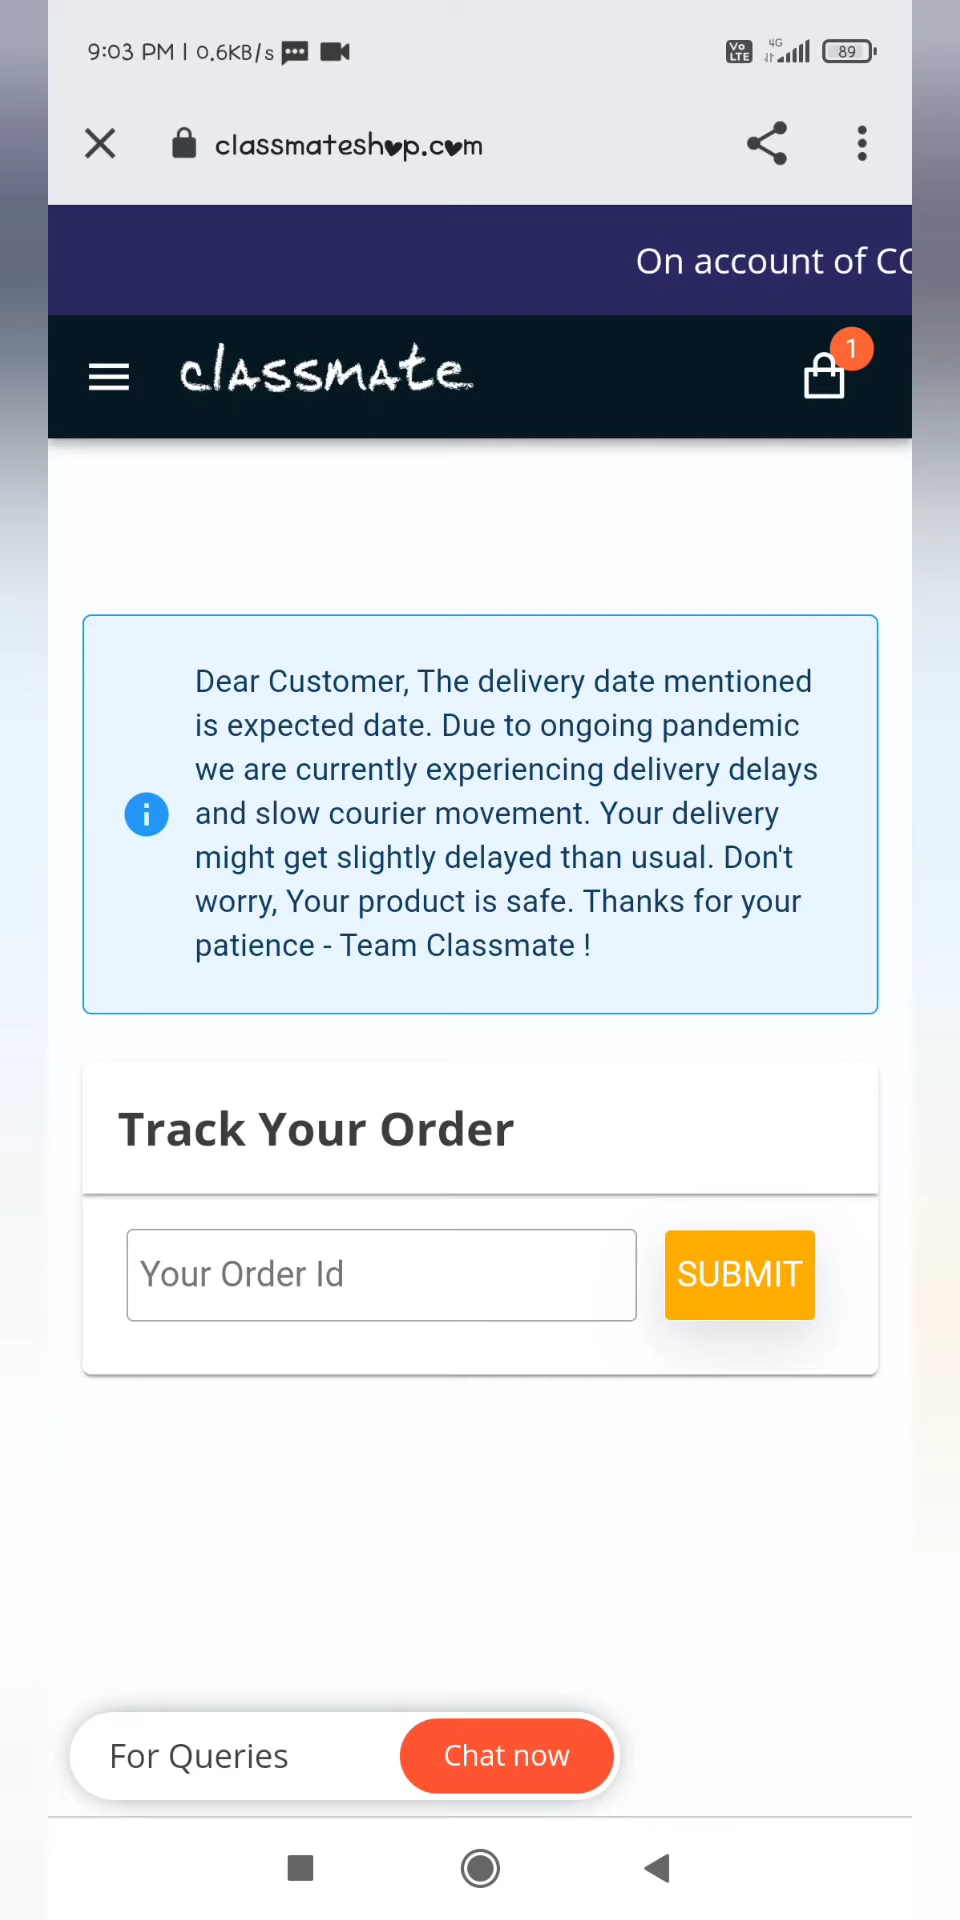 9:03 PM | 0.6KB/s
Vo LTE 4G 89
classmateshop.com
On account of CO
classmate
1
Dear Customer, The delivery date mentioned
is expected date. Due to ongoing pandemic
we are currently experiencing delivery delays
and slow courier movement. Your delivery
might get slightly delayed than usual. Don't
worry, Your product is safe. Thanks for your
patience - Team Classmate !
Track Your Order
Your Order Id
SUBMIT
For Queries
Chat now